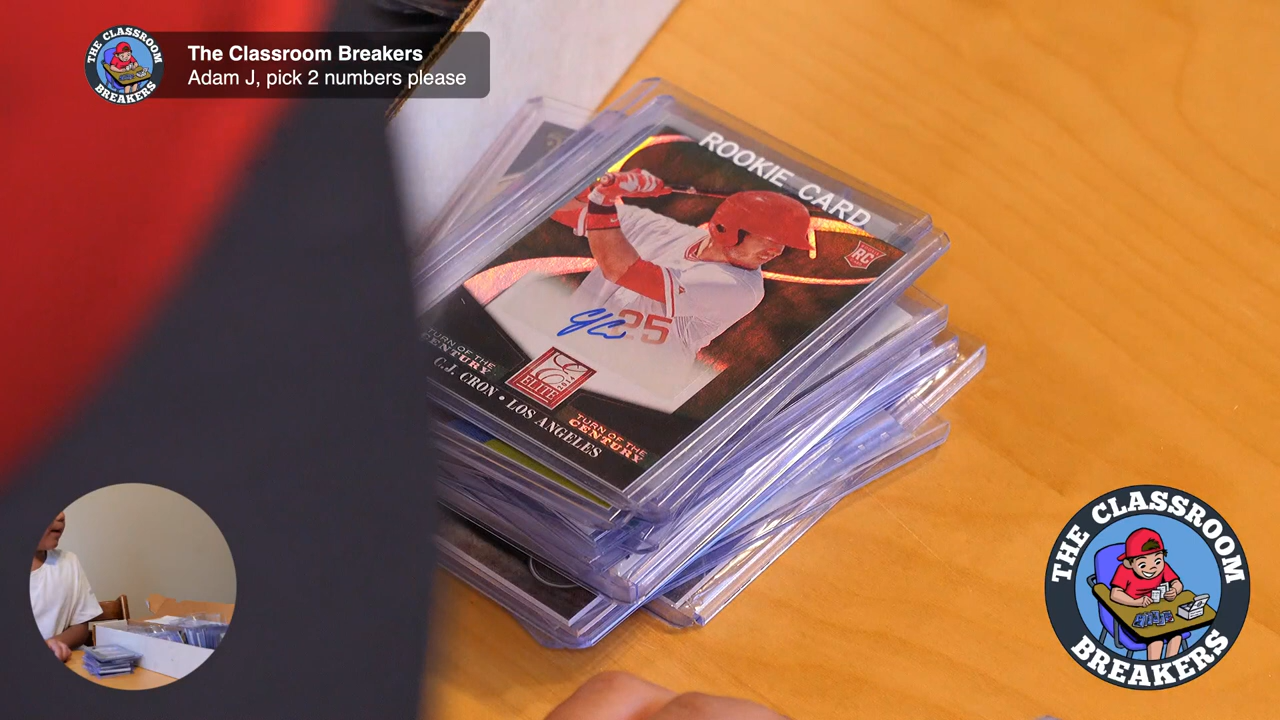 THE CLASSROOM
BREAKERS
The Classroom Breakers
Adam J, pick 2 numbers please
ROOKIE CARD
RC
25
TURN OF THE
CENTURY
ELITE
C.J. CRON • LOS ANGELES
TURN OF THE
CENTURY
THE CLASSROOM
BREAKERS